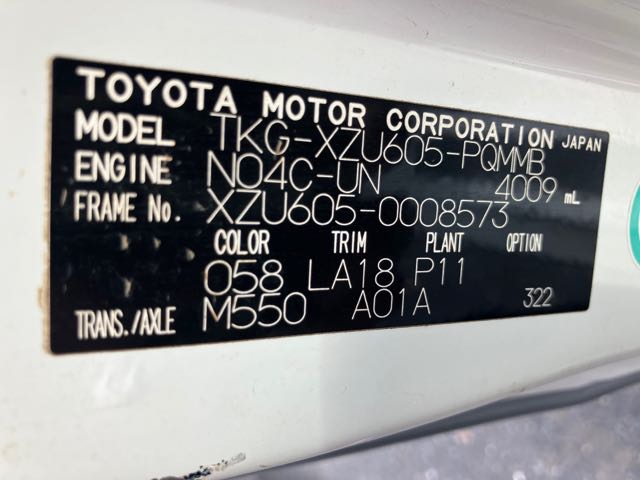 TOYOTA MOTOR CORPORATION JAPAN
MODEL TKG-XZU605-PQMMB
ENGINE N04C-UN 4009 mL
FRAME No. XZU605-0008573
COLOR TRIM PLANT OPTION
058 LA18 P11
TRANS./AXLE M550 A01A 322